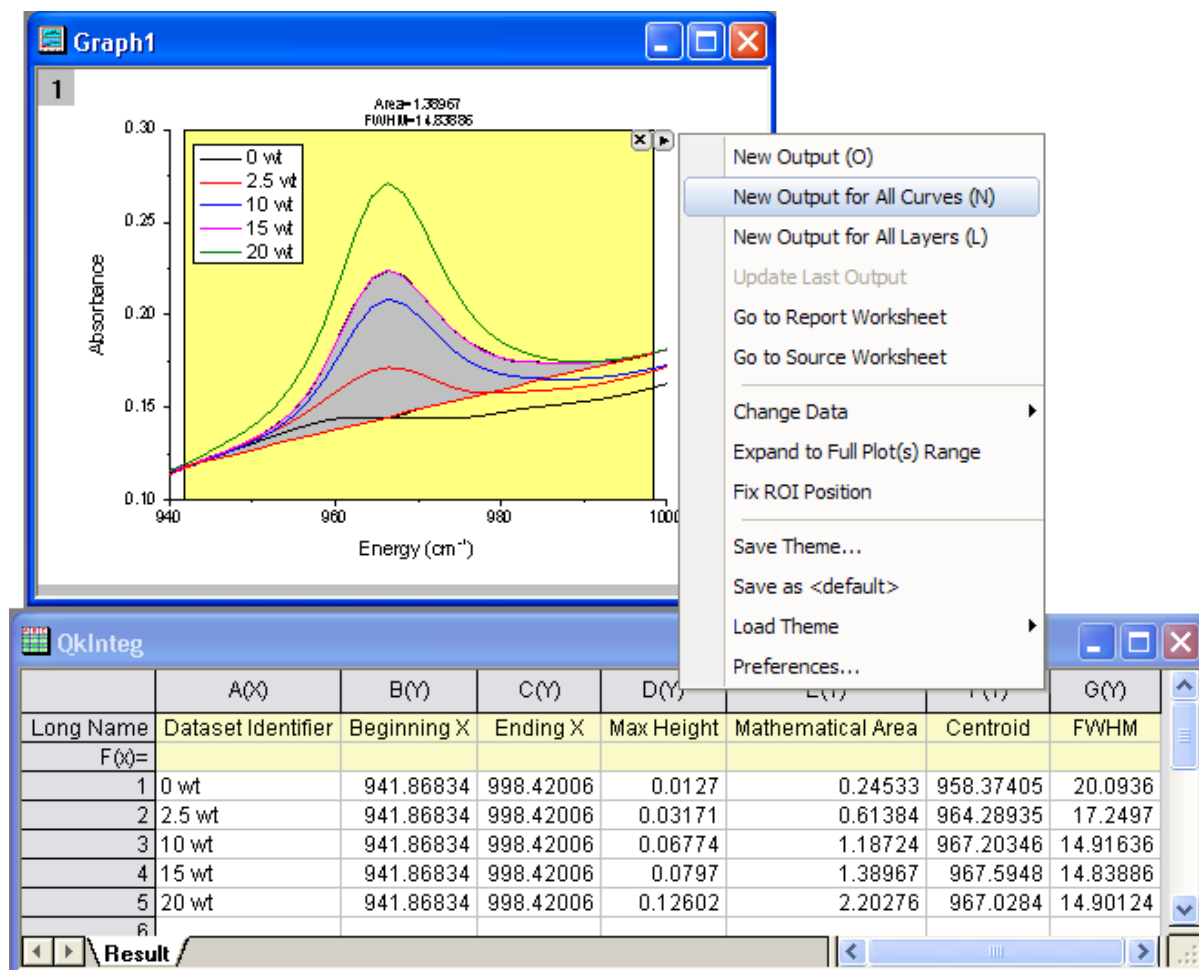 Graph1
1
Area=1.38967
FWHM=14.83886
0.30
0.25
0.20
0.15
0.10
Absorbance
0 wt
2.5 wt
10 wt
15 wt
20 wt
940
960
980
1000
Energy (cm⁻¹)
New Output (O)
New Output for All Curves (N)
New Output for All Layers (L)
Update Last Output
Go to Report Worksheet
Go to Source Worksheet
Change Data
Expand to Full Plot(s) Range
Fix ROI Position
Save Theme...
Save as <default>
Load Theme
Preferences...
QkInteg
A(X) B(Y) C(Y) D(Y) G(Y)
Long Name Dataset Identifier Beginning X Ending X Max Height Mathematical Area Centroid FWHM
F(x)=
1 0 wt 941.86834 998.42006 0.0127 0.24533 958.37405 20.0936
2 2.5 wt 941.86834 998.42006 0.03171 0.61384 964.28935 17.2497
3 10 wt 941.86834 998.42006 0.06774 1.18724 967.20346 14.91636
4 15 wt 941.86834 998.42006 0.0797 1.38967 967.5948 14.83886
5 20 wt 941.86834 998.42006 0.12602 2.20276 967.0284 14.90124
6
Result